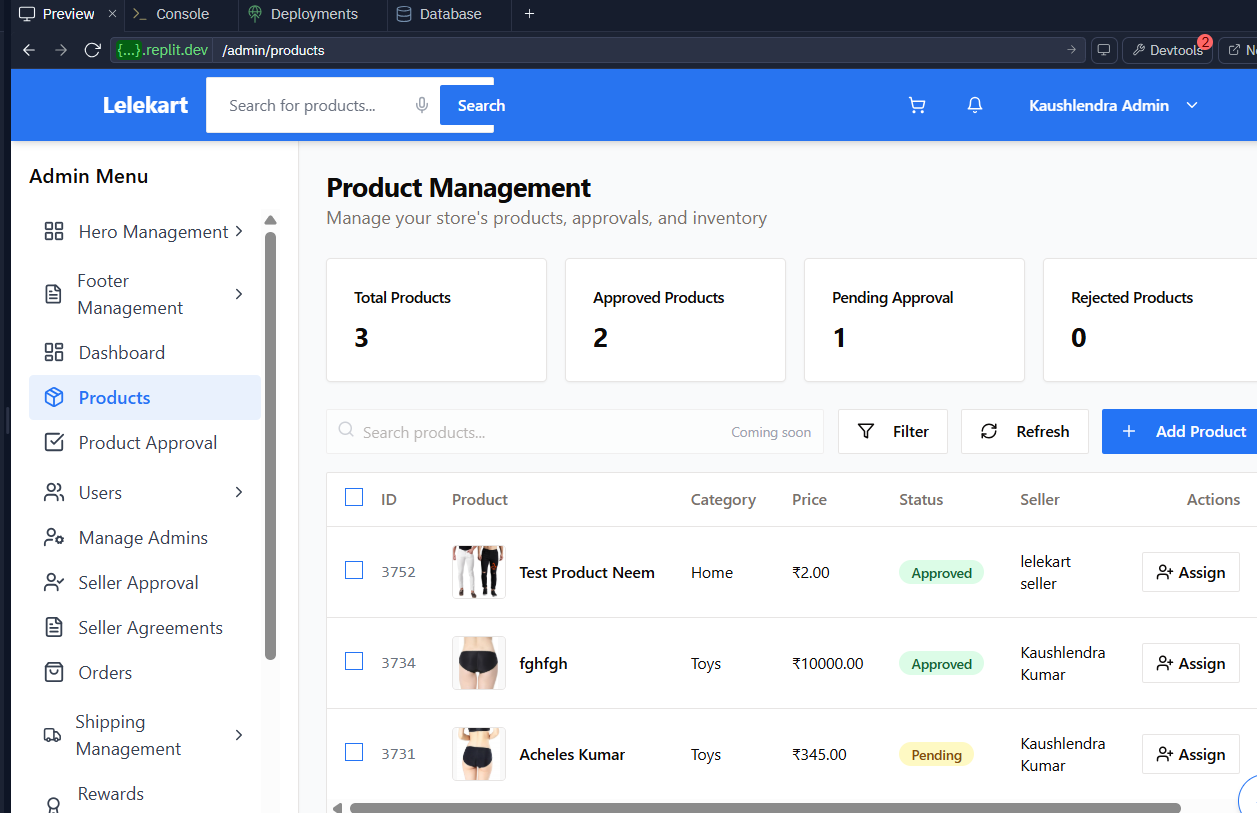 Preview
Console
Deployments
Database
{...}.replit.dev
/admin/products
Devtools
2
Lelekart
Search for products...
Search
Kaushlendra Admin
Admin Menu
Hero Management
Footer
Management
Dashboard
Products
Product Approval
Users
Manage Admins
Seller Approval
Seller Agreements
Orders
Shipping
Management
Rewards
Product Management
Manage your store's products, approvals, and inventory
Total Products
3
Approved Products
2
Pending Approval
1
Rejected Products
0
Search products...
Coming soon
Filter
Refresh
Add Product
ID Product Category Price Status Seller Actions
3752 Test Product Neem Home ₹2.00 Approved lelekart
seller
Assign
3734 fghfgh Toys ₹10000.00 Approved Kaushlendra
Kumar
Assign
3731 Acheles Kumar Toys ₹345.00 Pending Kaushlendra
Kumar
Assign